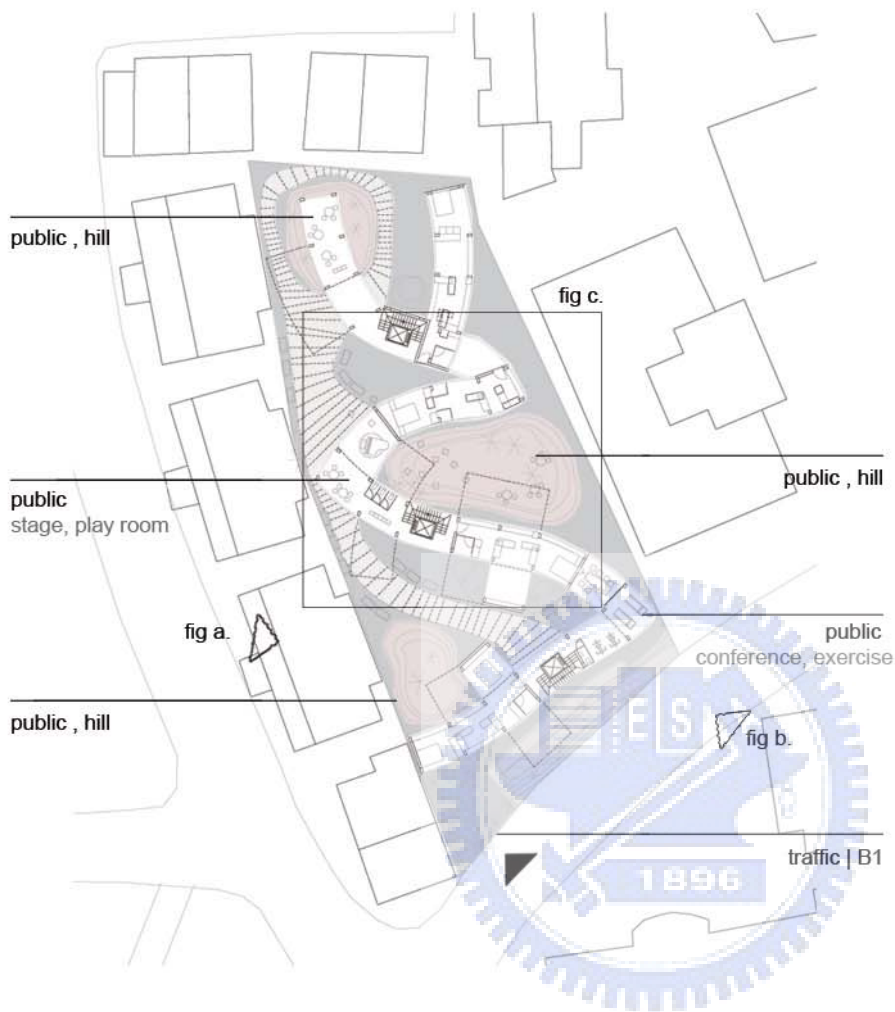 public , hill
fig c.
public , hill
public
stage, play room
fig a.
public
conference, exercise
public , hill
fig b.
traffic | B1
ES
1896